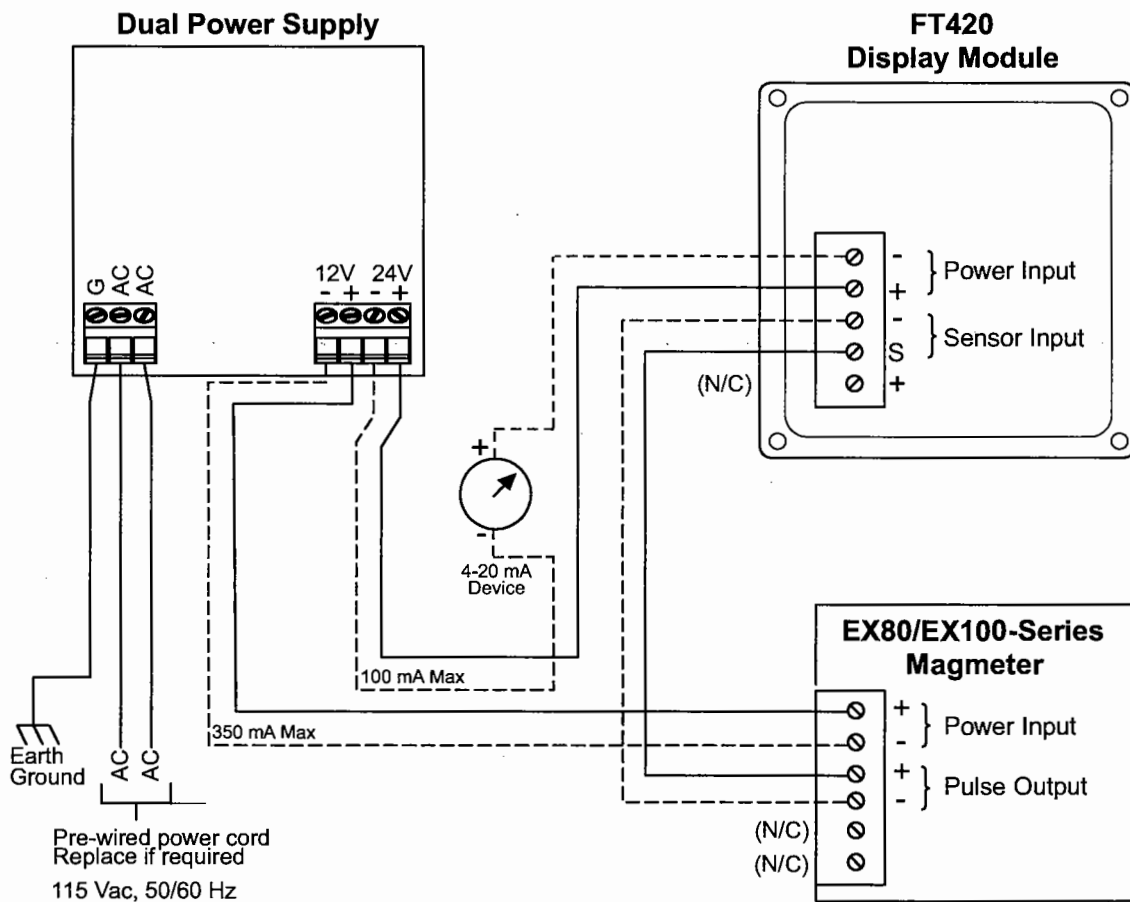 Dual Power Supply
FT420
Display Module
G
AC
AC
12V
24V
- + - +
-
+
Power Input
-
S
Sensor Input
(N/C)
+
+
-
4-20 mA
Device
100 mA Max
350 mA Max
EX80/EX100-Series
Magmeter
+
-
Power Input
+
-
Pulse Output
(N/C)
(N/C)
Earth
Ground
AC
AC
Pre-wired power cord
Replace if required
115 Vac, 50/60 Hz